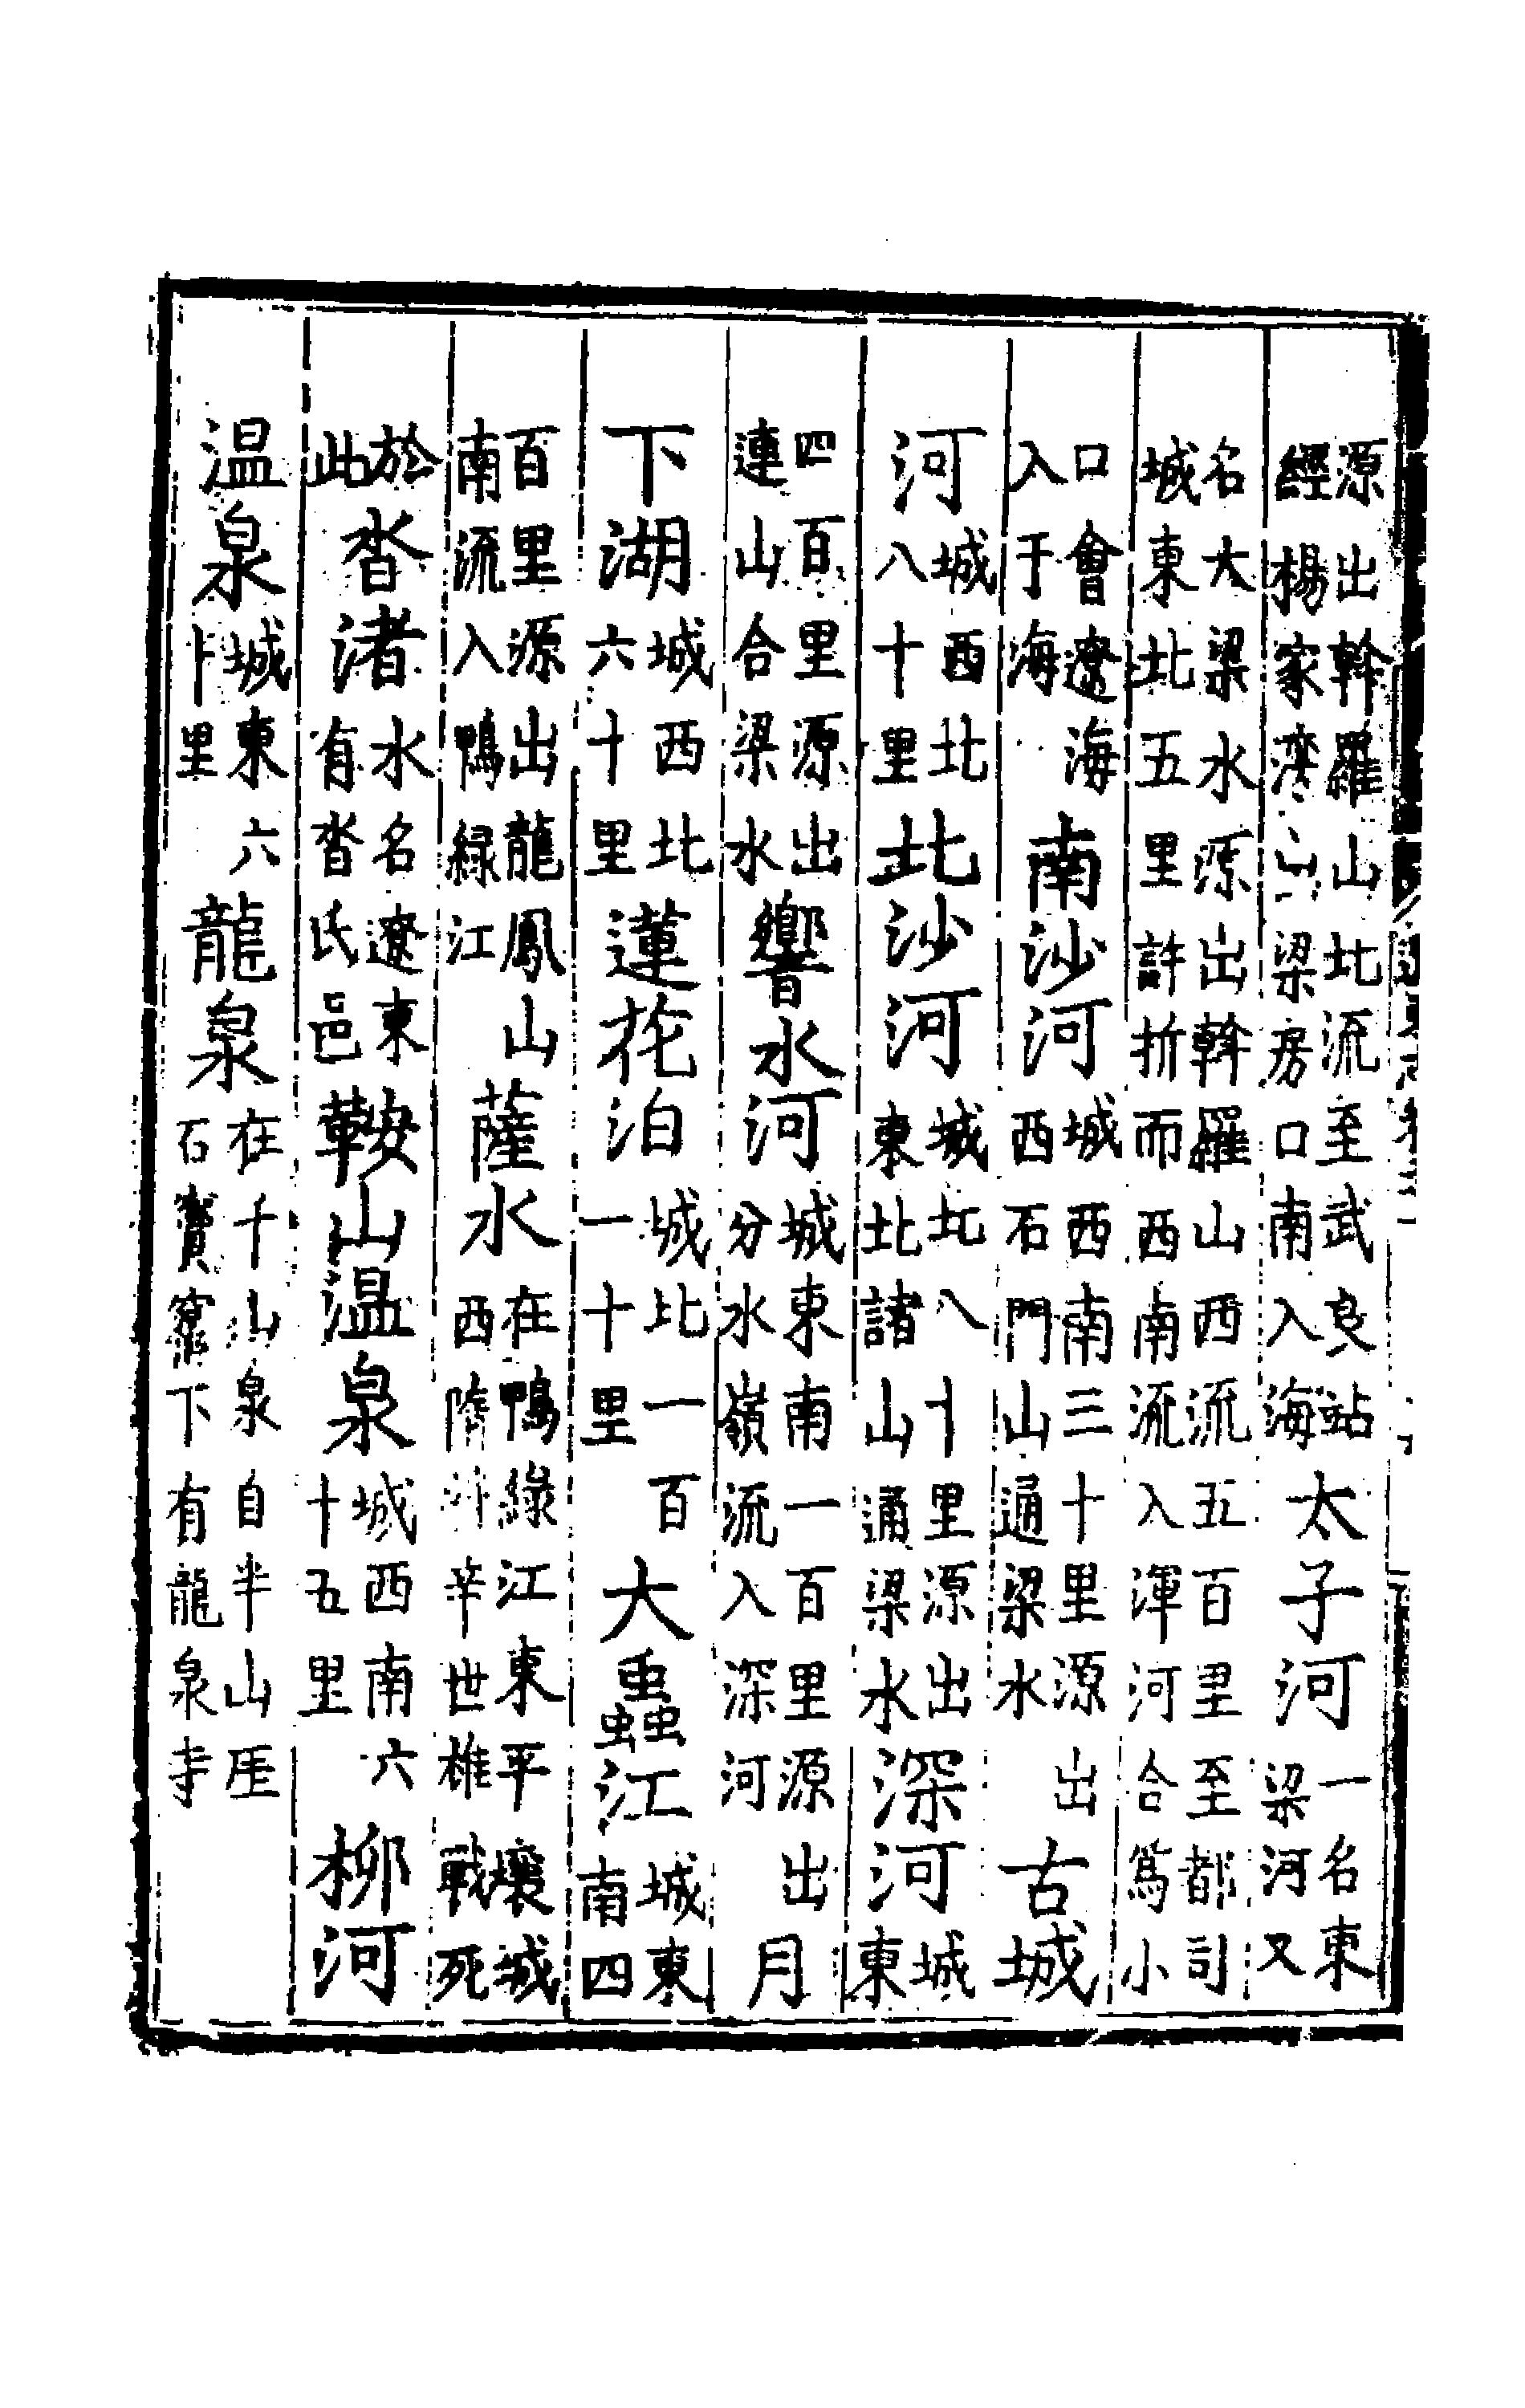 源出斡羅山北流至武良站經楊家湾山梁房口南入海太子河一名東梁河又
名大梁水源出斡羅山西流五百里至都司城東北五里許折而西南流入渾河合爲小
口會遼海入于海南沙河城西南三十里源出西石門山通梁水古城
河城西北八十里北沙河城北八十里源出東北諸山通梁水深河城東
四百里源出連山合梁水響水河城東南一百里源出分水嶺流入深河月
下湖城西北六十里蓮花泊城北一百一十里大蟲江城東南四
百里源出龍鳳山南流入鴨緑江薩水在鴨綠江東平壤城西隋将辛世雄戰死
於此沓渚水名遼東有沓氏邑鞍山温泉城西南六十五里柳河
温泉城東六十里龍泉在千山泉自半山厓石竇下有龍泉寺